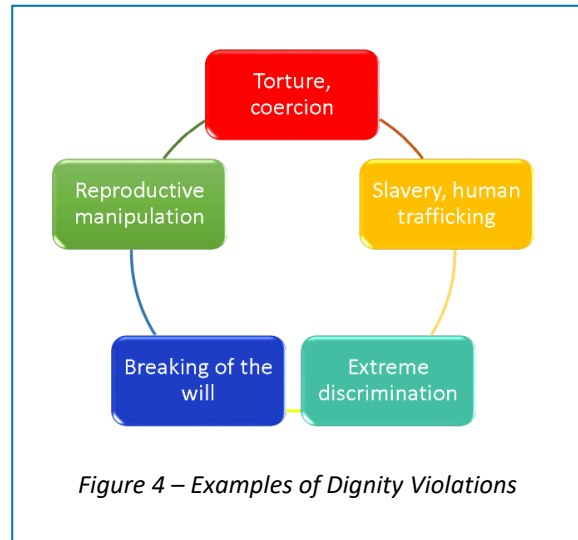 Torture,
coercion
Reproductive
manipulation
Slavery, human
trafficking
Breaking of the
will
Extreme
discrimination
Figure 4 – Examples of Dignity Violations